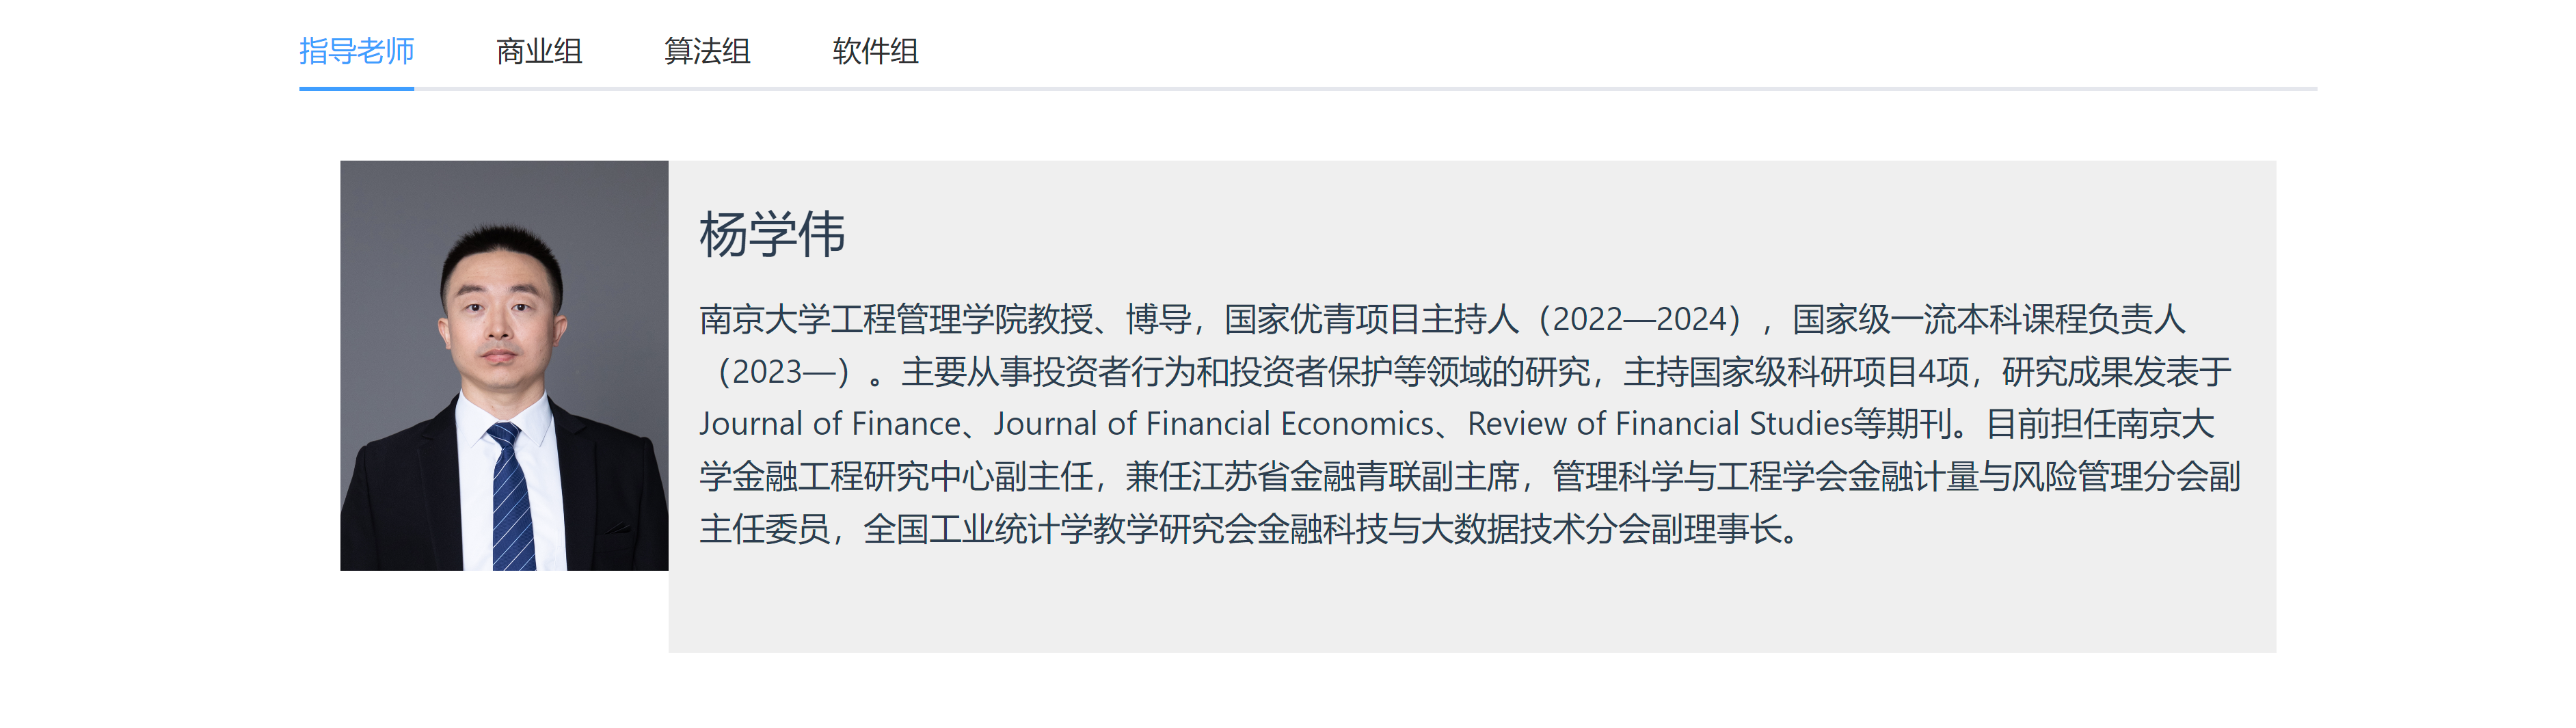 指导老师 商业组 算法组 软件组
杨学伟
南京大学工程管理学院教授、博导，国家优青项目主持人（2022—2024），国家级一流本科课程负责人
（2023—）。主要从事投资者行为和投资者保护等领域的研究，主持国家级科研项目4项，研究成果发表于
Journal of Finance、Journal of Financial Economics、Review of Financial Studies等期刊。目前担任南京大
学金融工程研究中心副主任，兼任江苏省金融青联副主席，管理科学与工程学会金融计量与风险管理分会副
主任委员，全国工业统计学教学研究会金融科技与大数据技术分会副理事长。